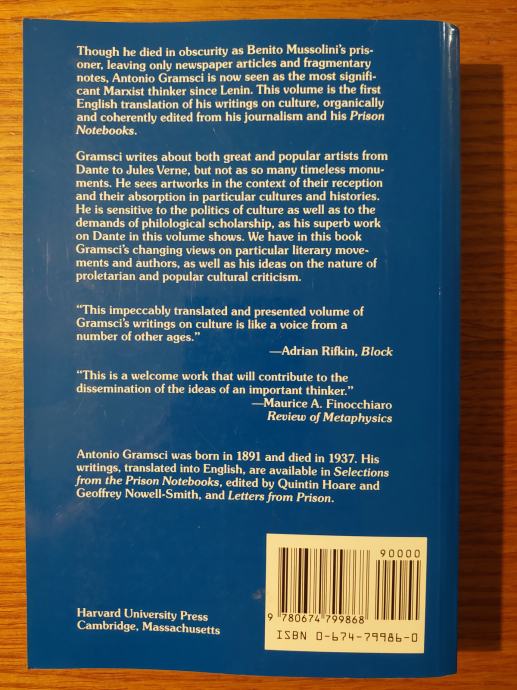 Though he died in obscurity as Benito Mussolini's pris-
oner, leaving only newspaper articles and fragmentary
notes, Antonio Gramsci is now seen as the most signifi-
cant Marxist thinker since Lenin. This volume is the first
English translation of his writings on culture, organically
and coherently edited from his journalism and his Prison
Notebooks.
Gramsci writes about both great and popular artists from
Dante to Jules Verne, but not as so many timeless monu-
ments. He sees artworks in the context of their reception
and their absorption in particular cultures and histories.
He is sensitive to the politics of culture as well as to the
demands of philological scholarship, as his superb work
on Dante in this volume shows. We have in this book
Gramsci's changing views on particular literary move-
ments and authors, as well as his ideas on the nature of
proletarian and popular cultural criticism.
"This impeccably translated and presented volume of
Gramsci's writings on culture is like a voice from a
number of other ages."
—Adrian Rifkin, Block
"This is a welcome work that will contribute to the
dissemination of the ideas of an important thinker."
—Maurice A. Finocchiaro
Review of Metaphysics
Antonio Gramsci was born in 1891 and died in 1937. His
writings, translated into English, are available in Selections
from the Prison Notebooks, edited by Quintin Hoare and
Geoffrey Nowell-Smith, and Letters from Prison.
90000
9 780674 799868
ISBN 0-674-79986-0
Harvard University Press
Cambridge, Massachusetts